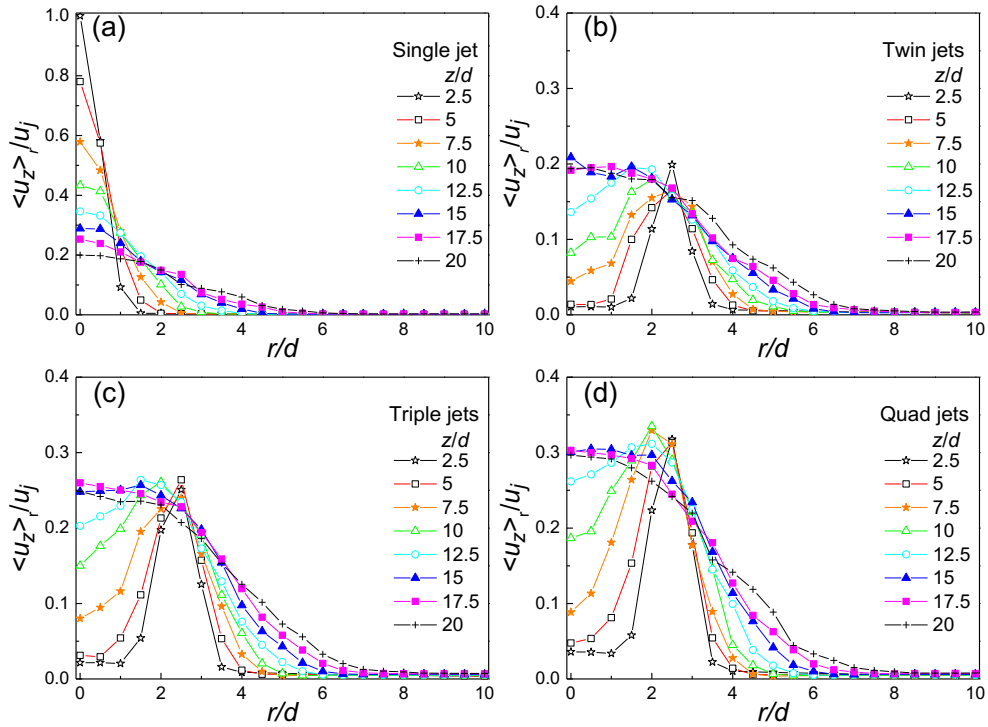 (a)
Single jet
z/d
2.5
5
7.5
10
12.5
15
17.5
20
1.0
0.8
0.6
0.4
0.2
0.0
<u_z>_r/u_j
0 2 4 6 8 10
r/d
(b)
Twin jets
z/d
2.5
5
7.5
10
12.5
15
17.5
20
0.4
0.3
0.2
0.1
0.0
<u_z>_r/u_j
0 2 4 6 8 10
r/d
(c)
Triple jets
z/d
2.5
5
7.5
10
12.5
15
17.5
20
0.4
0.3
0.2
0.1
0.0
<u_z>_r/u_j
0 2 4 6 8 10
r/d
(d)
Quad jets
z/d
2.5
5
7.5
10
12.5
15
17.5
20
0.4
0.3
0.2
0.1
0.0
<u_z>_r/u_j
0 2 4 6 8 10
r/d